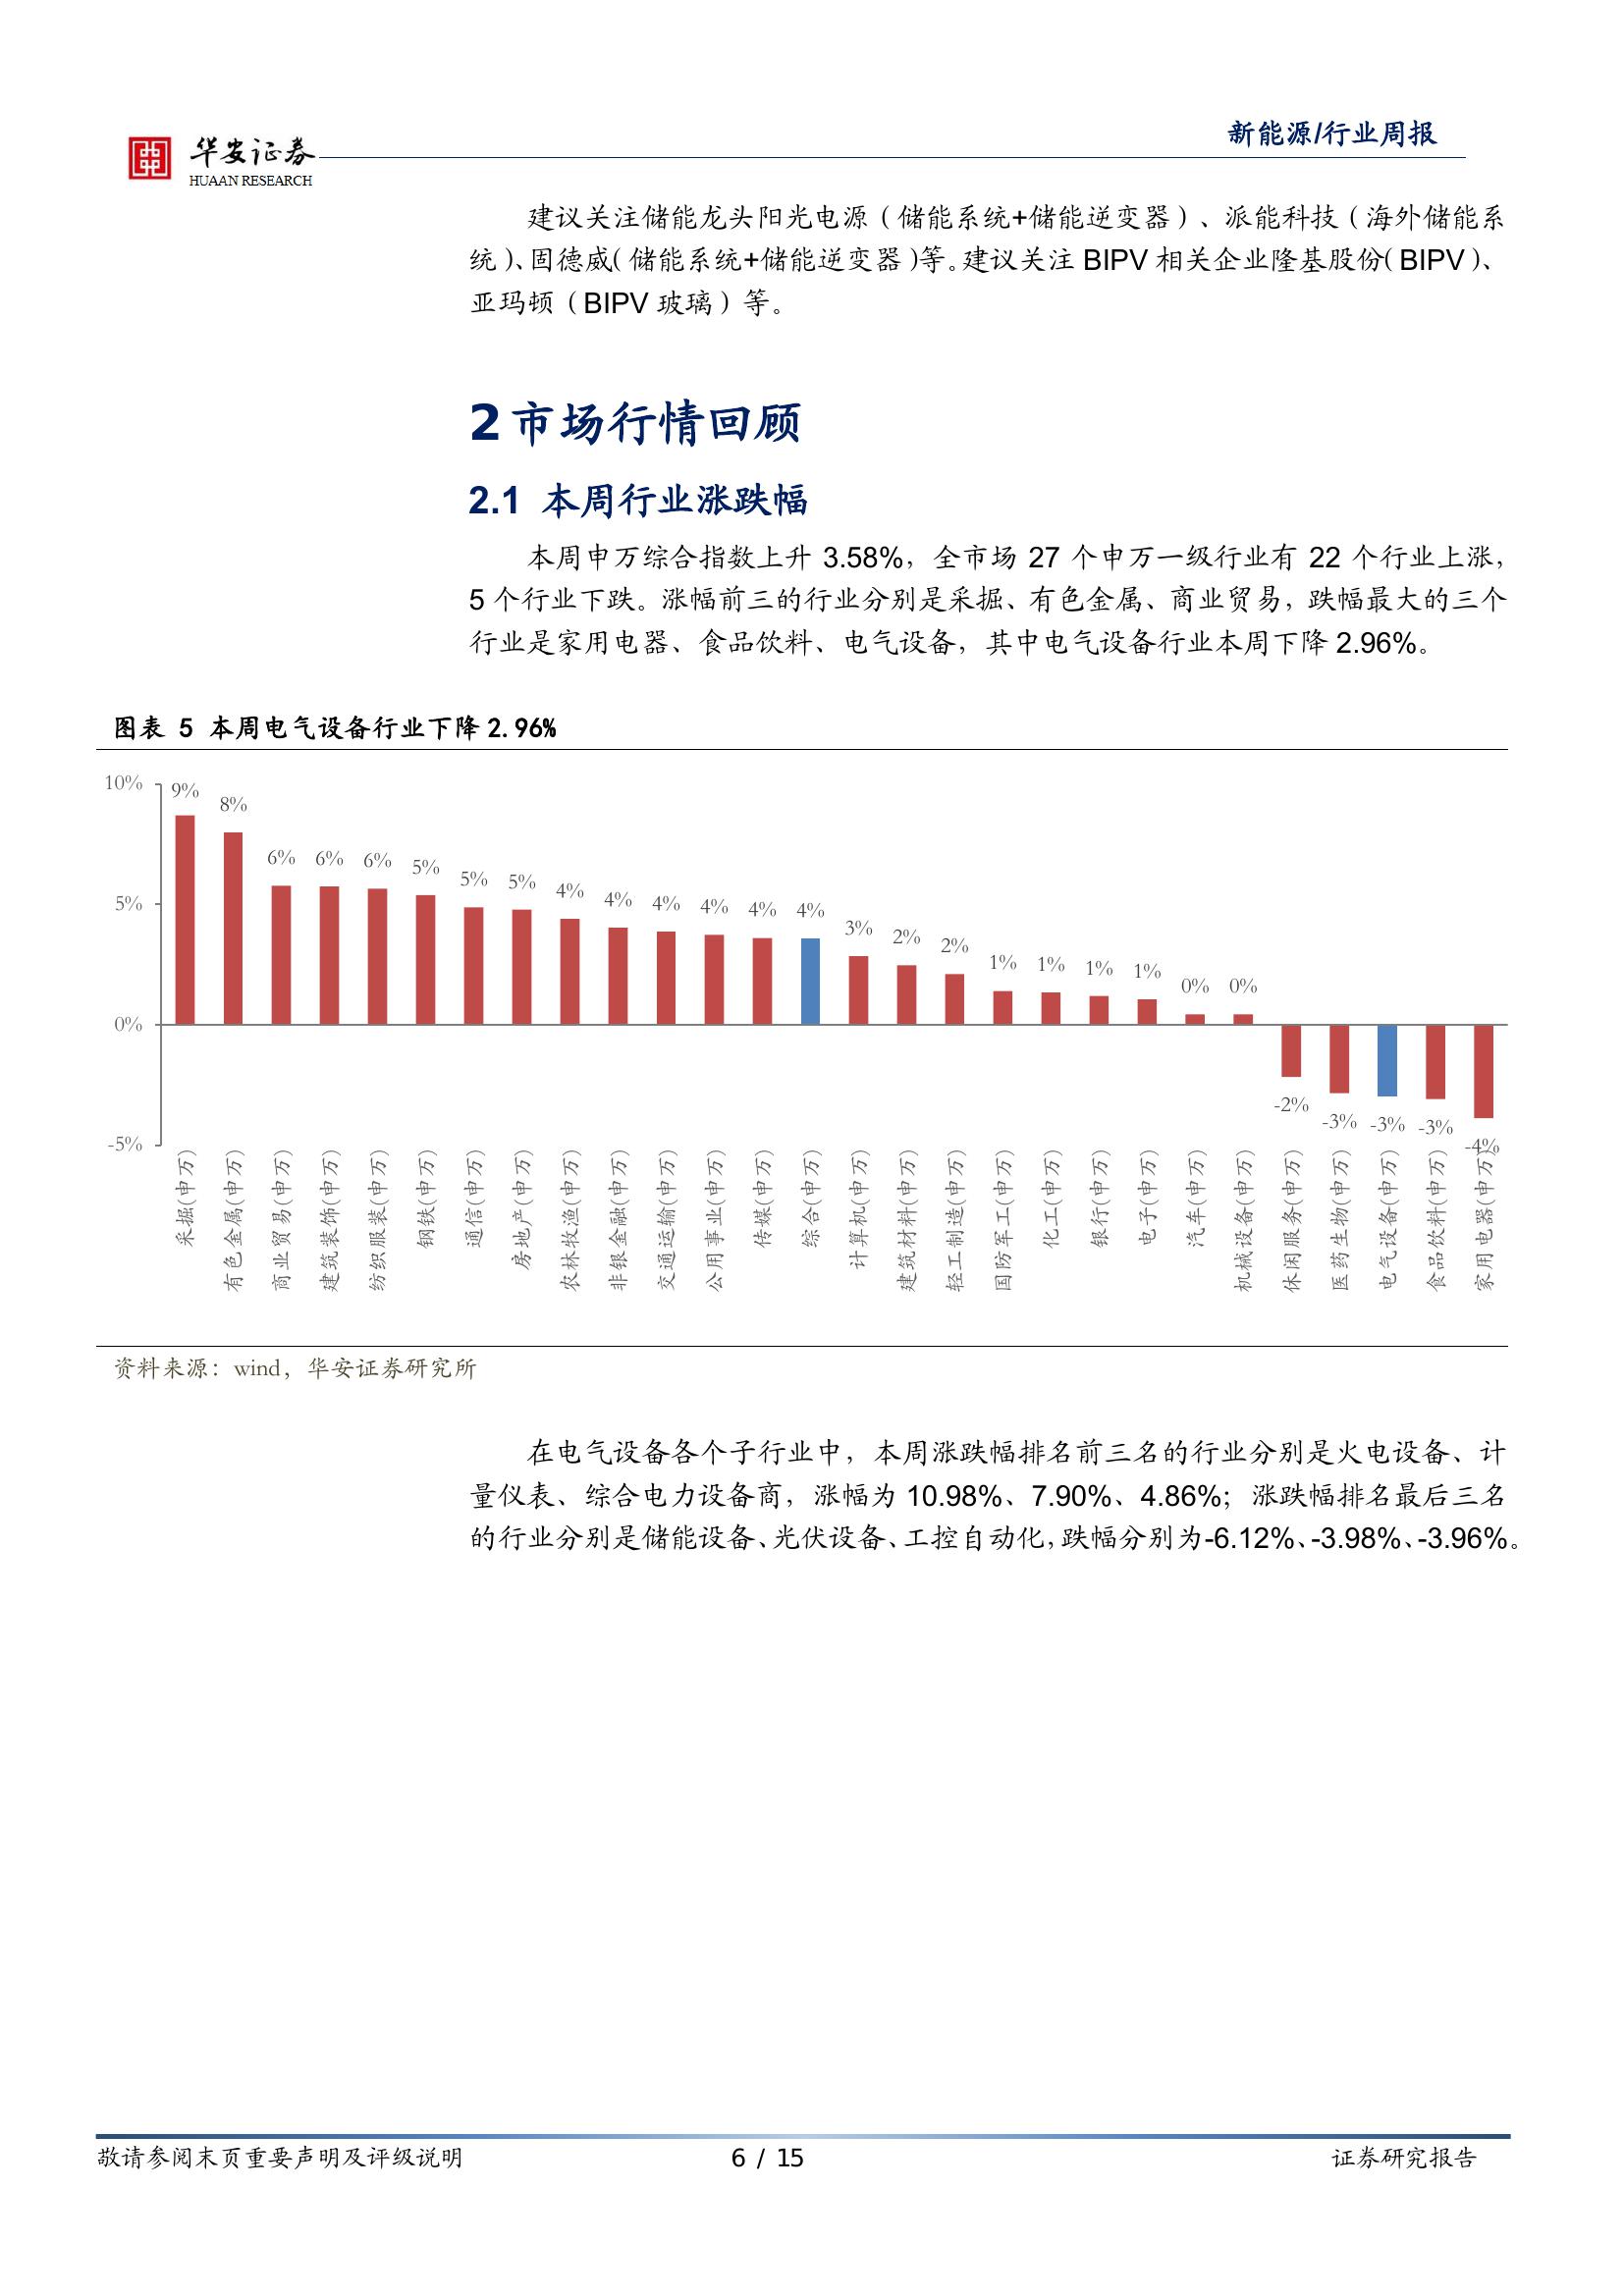 华安证券
HUAAN RESEARCH
新能源/行业周报
建议关注储能龙头阳光电源（储能系统+储能逆变器）、派能科技（海外储能系
统）、固德威（储能系统+储能逆变器）等。建议关注 BIPV 相关企业隆基股份（BIPV）、
亚玛顿（BIPV 玻璃）等。
2 市场行情回顾
2.1 本周行业涨跌幅
本周申万综合指数上升 3.58%，全市场 27 个申万一级行业有 22 个行业上涨，
5 个行业下跌。涨幅前三的行业分别是采掘、有色金属、商业贸易，跌幅最大的三个
行业是家用电器、食品饮料、电气设备，其中电气设备行业本周下降 2.96%。
图表 5 本周电气设备行业下降 2.96%
10%
5%
0%
-5%
9%
8%
6%
6%
6%
5%
5%
5%
4%
4%
4%
4%
4%
4%
3%
2%
2%
1%
1%
1%
1%
0%
0%
-2%
-3%
-3%
-3%
-4%
采掘(申万)
有色金属(申万)
商业贸易(申万)
建筑装饰(申万)
纺织服装(申万)
钢铁(申万)
通信(申万)
房地产(申万)
农林牧渔(申万)
非银金融(申万)
交通运输(申万)
公用事业(申万)
传媒(申万)
综合(申万)
计算机(申万)
建筑材料(申万)
轻工制造(申万)
国防军工(申万)
化工(申万)
银行(申万)
电子(申万)
汽车(申万)
机械设备(申万)
休闲服务(申万)
医药生物(申万)
电气设备(申万)
食品饮料(申万)
家用电器(申万)
资料来源：wind，华安证券研究所
在电气设备各个子行业中，本周涨跌幅排名前三名的行业分别是火电设备、计
量仪表、综合电力设备商，涨幅为 10.98%、7.90%、4.86%；涨跌幅排名最后三名
的行业分别是储能设备、光伏设备、工控自动化，跌幅分别为-6.12%、-3.98%、-3.96%。
敬请参阅末页重要声明及评级说明
6 / 15
证券研究报告